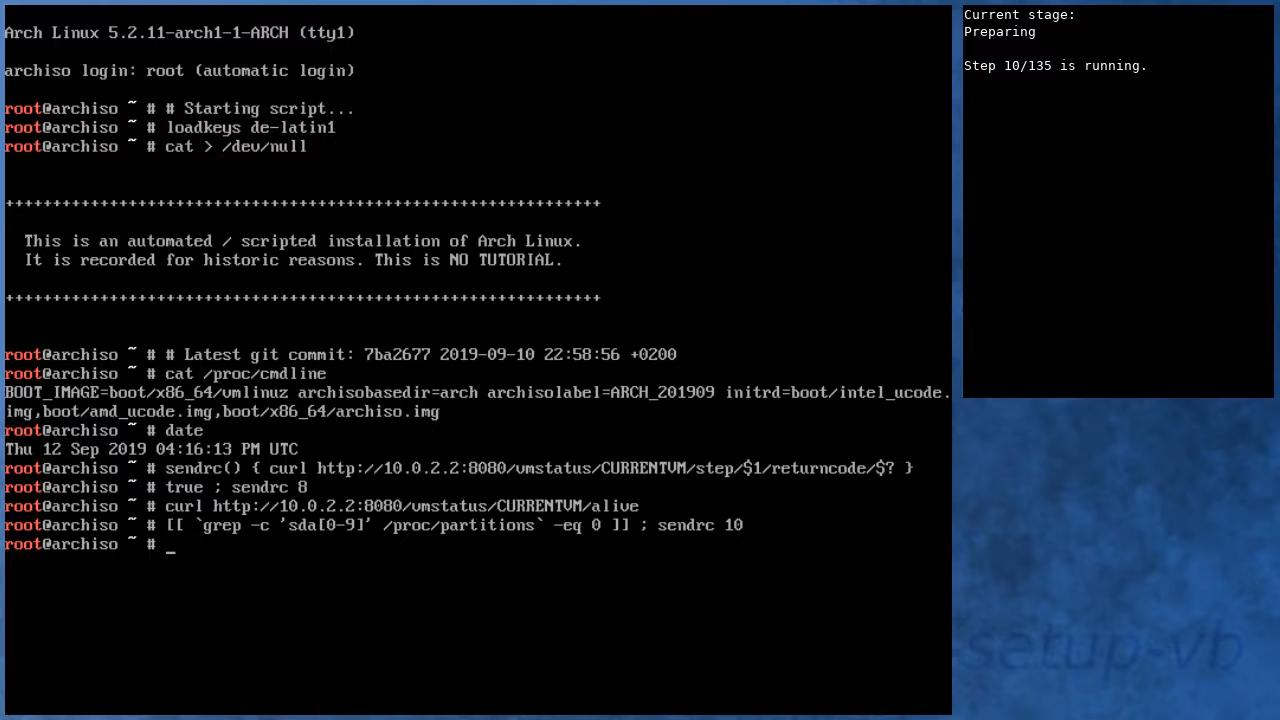 Arch Linux 5.2.11-arch1-1-ARCH (tty1)
archiso login: root (automatic login)
root@archiso ~ # # Starting script...
root@archiso ~ # loadkeys de-latin1
root@archiso ~ # cat > /dev/null
+++++++++++++++++++++++++++++++++++++++++++++++++++++++++++++++
This is an automated / scripted installation of Arch Linux.
It is recorded for historic reasons. This is NO TUTORIAL.
+++++++++++++++++++++++++++++++++++++++++++++++++++++++++++++++
root@archiso ~ # # Latest git commit: 7ba2677 2019-09-10 22:58:56 +0200
root@archiso ~ # cat /proc/cmdline
BOOT_IMAGE=boot/x86_64/vmlinuz archisobasedir=arch archisolabel=ARCH_201909 initrd=boot/intel_ucode.
img,boot/amd_ucode.img,boot/x86_64/archiso.img
root@archiso ~ # date
Thu 12 Sep 2019 04:16:13 PM UTC
root@archiso ~ # sendrc() { curl http://10.0.2.2:8080/vmstatus/CURRENTVM/step/$1/returncode/$? }
root@archiso ~ # true ; sendrc 8
root@archiso ~ # curl http://10.0.2.2:8080/vmstatus/CURRENTVM/alive
root@archiso ~ # [[ `grep -c 'sda[0-9]' /proc/partitions` -eq 0 ]] ; sendrc 10
root@archiso ~ # _
Current stage:
Preparing
Step 10/135 is running.
setup-vb